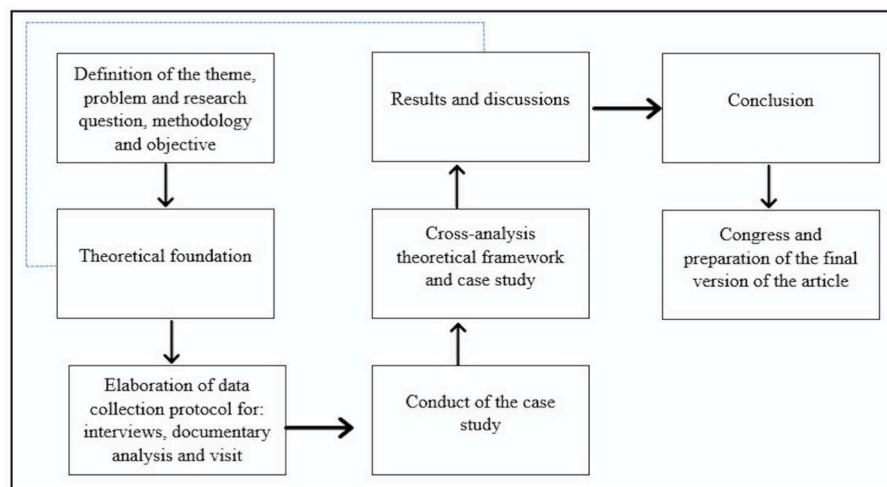 Definition of the theme,
problem and research
question, methodology
and objective
Theoretical foundation
Elaboration of data
collection protocol for:
interviews, documentary
analysis and visit
Conduct of the case
study
Cross-analysis
theoretical framework
and case study
Results and discussions
Conclusion
Congress and
preparation of the final
version of the article